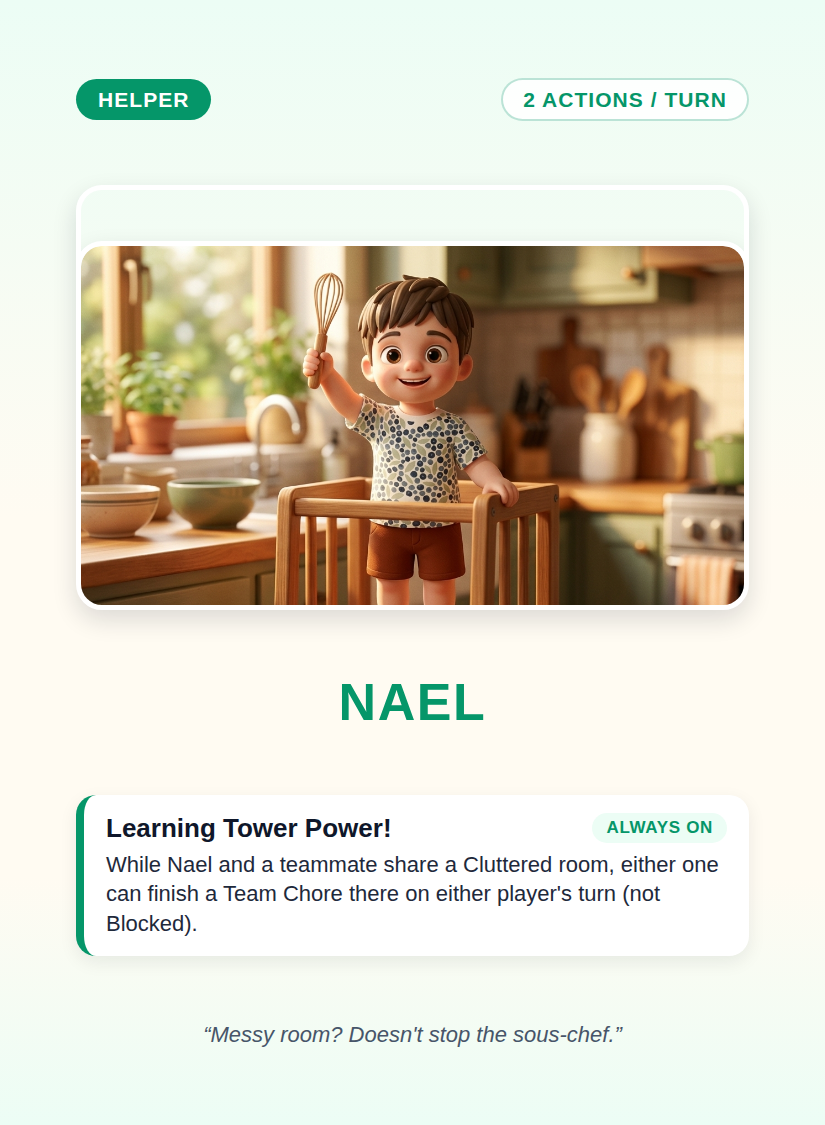 HELPER
2 ACTIONS / TURN
NAEL
Learning Tower Power!
ALWAYS ON
While Nael and a teammate share a Cluttered room, either one
can finish a Team Chore there on either player's turn (not
Blocked).
“Messy room? Doesn't stop the sous-chef.”